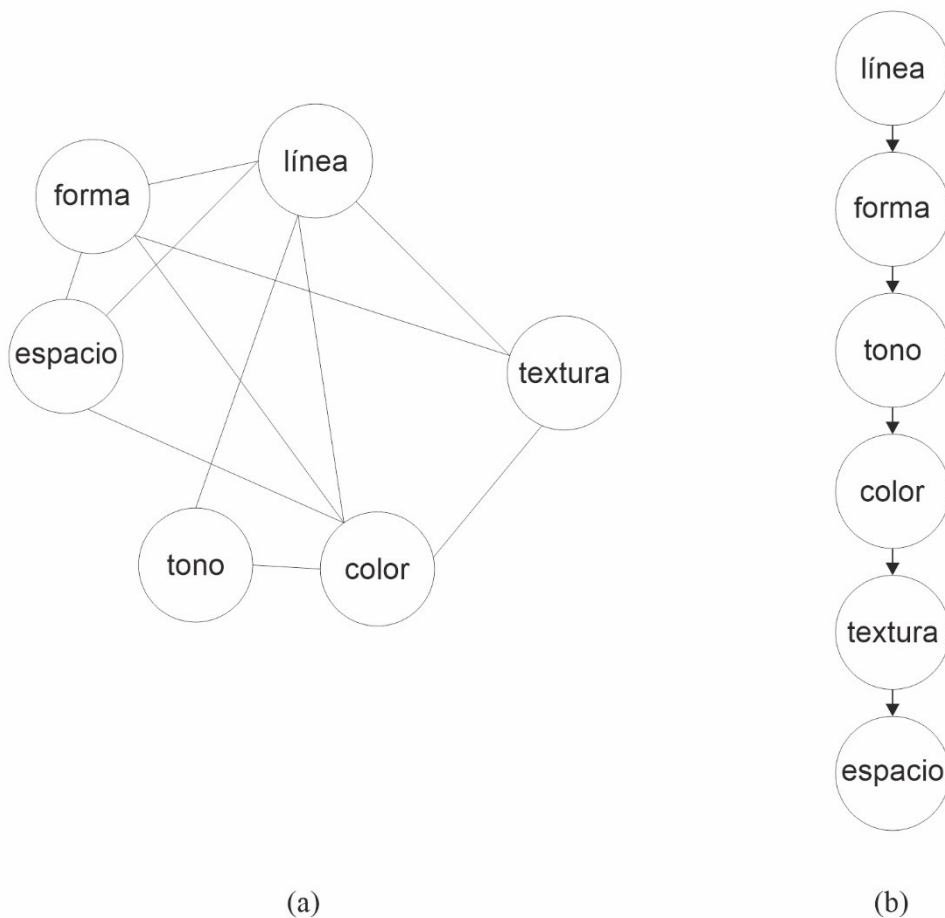 línea
forma
espacio
textura
tono
color
(a)
línea
forma
tono
color
textura
espacio
(b)